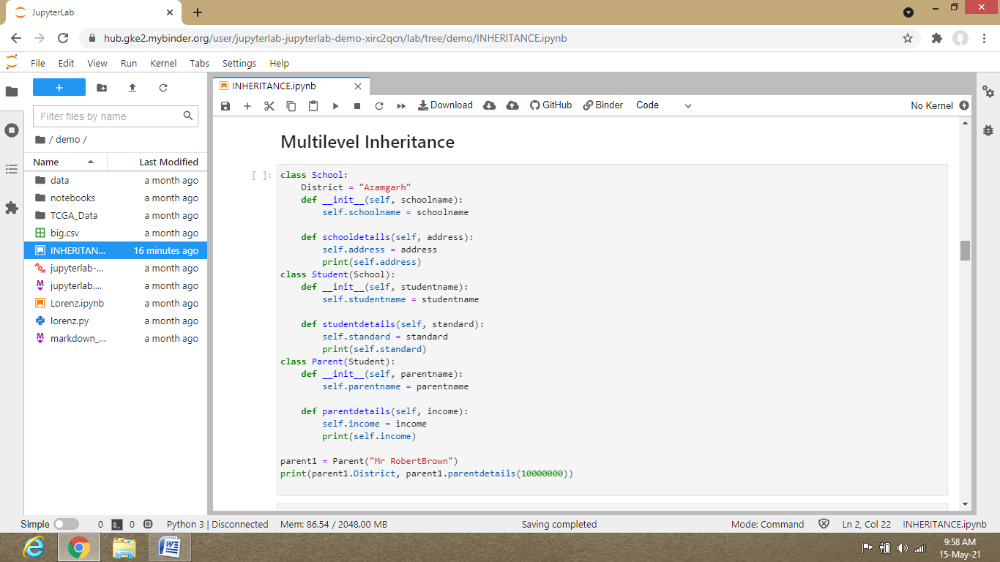 JupyterLab
hub.gke2.mybinder.org/user/jupyterlab-jupyterlab-demo-xirc2qcn/lab/tree/demo/INHERITANCE.ipynb
File Edit View Run Kernel Tabs Settings Help
Filter files by name
/ demo /
Name Last Modified
data a month ago
notebooks a month ago
TCGA_Data a month ago
big.csv a month ago
INHERITAN... 16 minutes ago
jupyterlab-... a month ago
jupyterlab.... a month ago
Lorenz.ipynb a month ago
lorenz.py a month ago
markdown_... a month ago
INHERITANCE.ipynb
Download GitHub Binder Code No Kernel
Multilevel Inheritance
[ ]:
class School:
    District = "Azamgarh"
    def __init__(self, schoolname):
        self.schoolname = schoolname
    def schooldetails(self, address):
        self.address = address
        print(self.address)
class Student(School):
    def __init__(self, studentname):
        self.studentname = studentname
    def studentdetails(self, standard):
        self.standard = standard
        print(self.standard)
class Parent(Student):
    def __init__(self, parentname):
        self.parentname = parentname
    def parentdetails(self, income):
        self.income = income
        print(self.income)
parent1 = Parent("Mr RobertBrown")
print(parent1.District, parent1.parentdetails(10000000))
Simple 0 $_ 0 Python 3 | Disconnected Mem: 86.54 / 2048.00 MB Saving completed Mode: Command Ln 2, Col 22 INHERITANCE.ipynb
9:58 AM
15-May-21